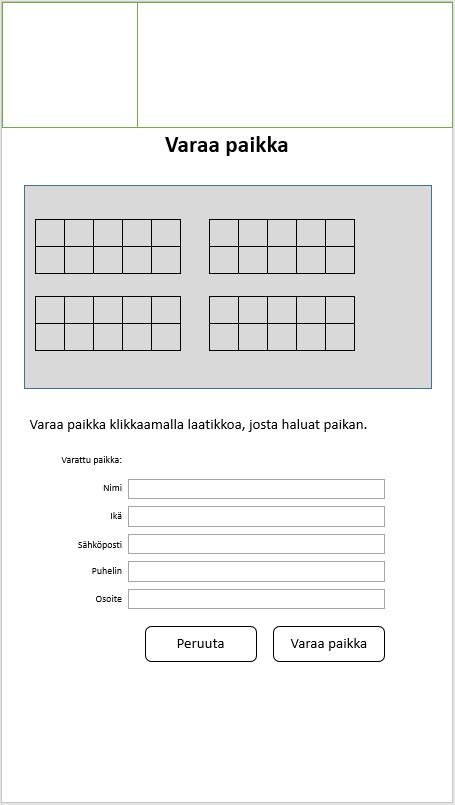 Varaa paikka
Varaa paikka klikkaamalla laatikkoa, josta haluat paikan.
Varattu paikka:
Nimi
Ikä
Sähköposti
Puhelin
Osoite
Peruuta Varaa paikka